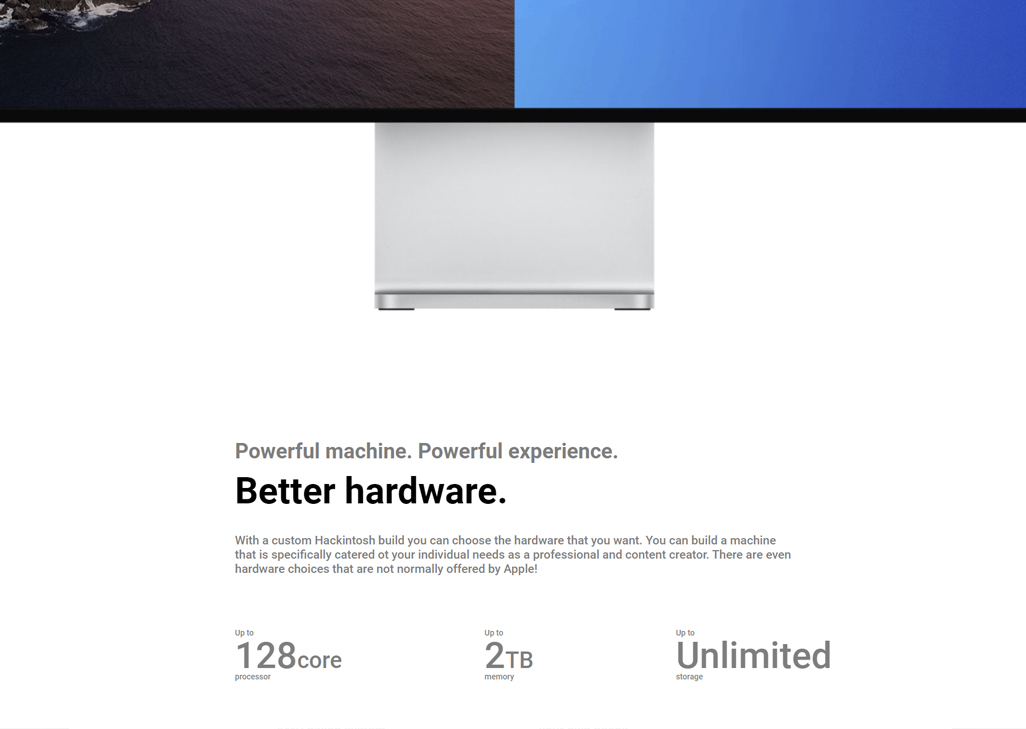 Powerful machine. Powerful experience.
Better hardware.
With a custom Hackintosh build you can choose the hardware that you want. You can build a machine
that is specifically catered ot your individual needs as a professional and content creator. There are even
hardware choices that are not normally offered by Apple!
Up to Up to Up to
128core 2TB Unlimited
processor memory storage